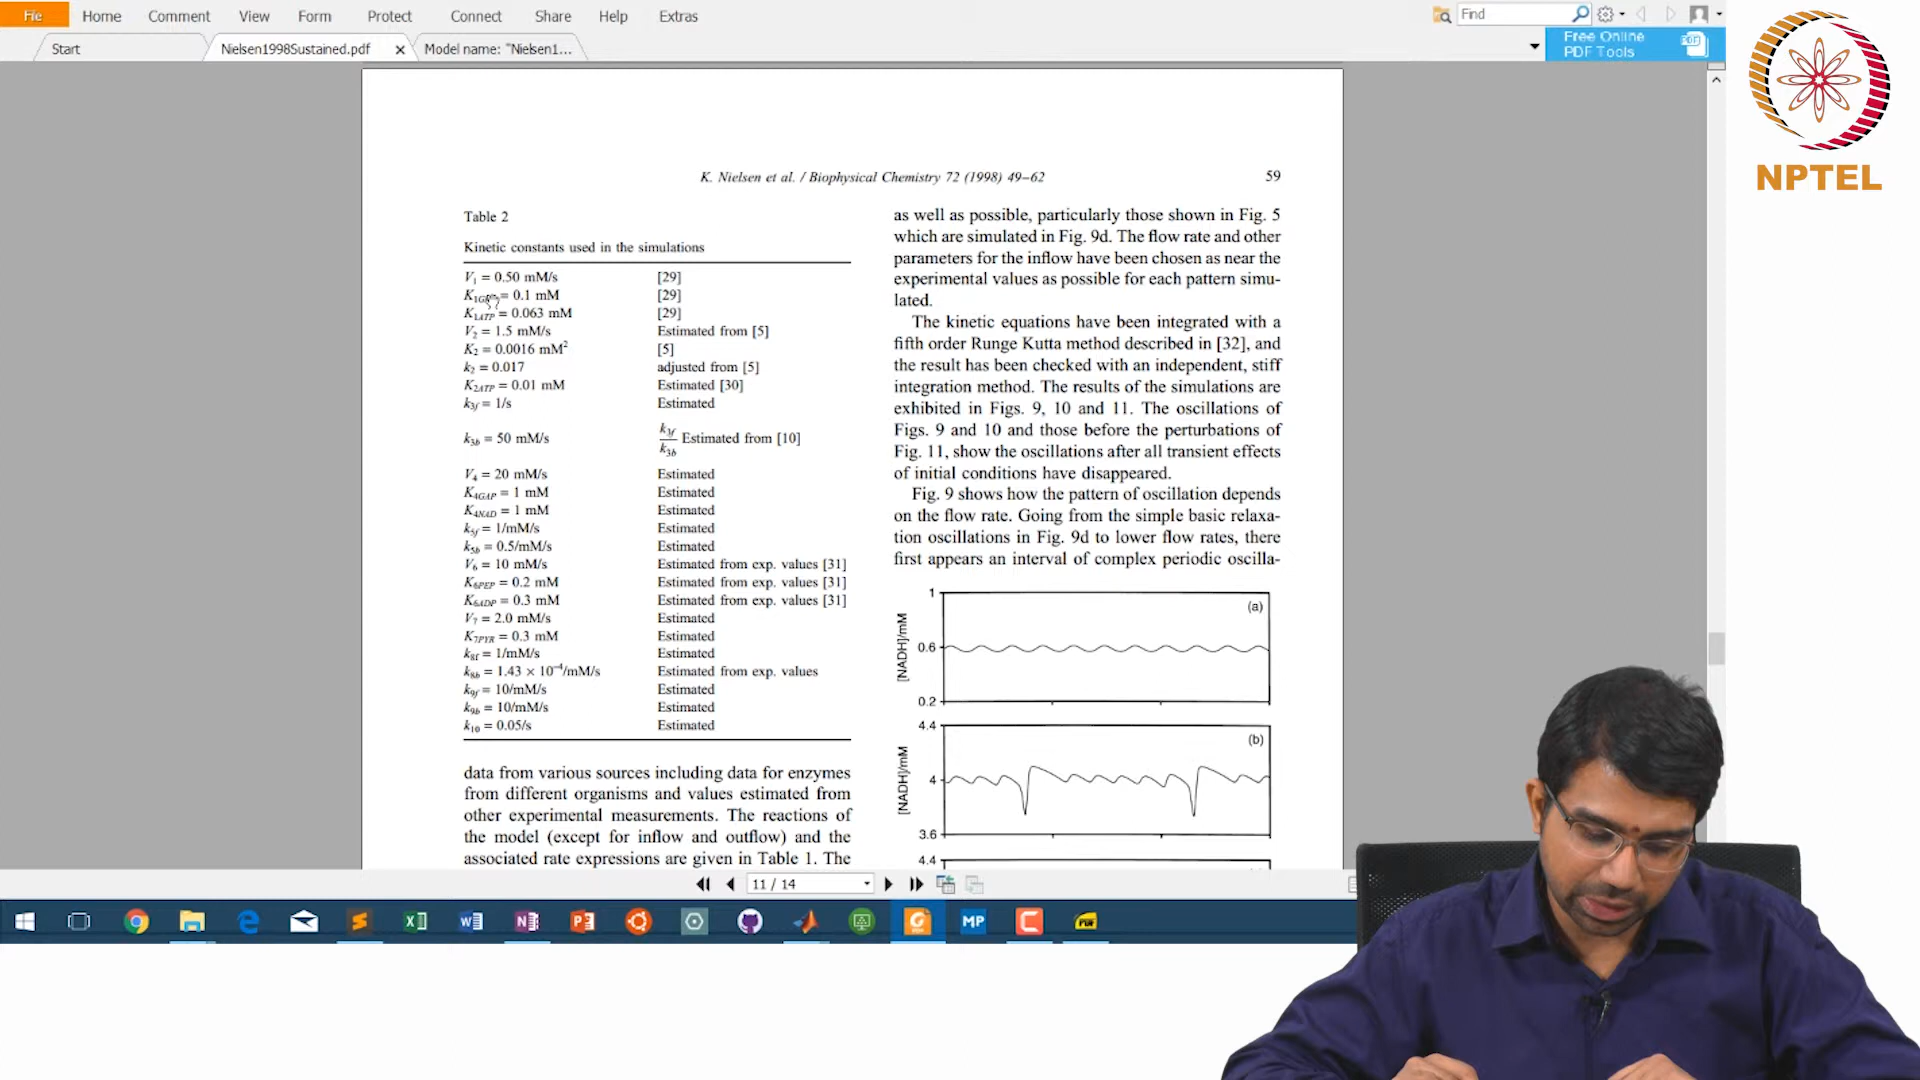 File Home Comment View Form Protect Connect Share Help Extras
Find
Start
Nielsen1998Sustained.pdf
Model name: "Nielsen1...
Free Online
PDF Tools
NPTEL
K. Nielsen et al. / Biophysical Chemistry 72 (1998) 49–62
59
Table 2
Kinetic constants used in the simulations
V1 = 0.50 mM/s [29]
= 0.1 mM [29]
K1ATP = 0.063 mM [29]
V2 = 1.5 mM/s Estimated from [5]
K2 = 0.0016 mM² [5]
k2 = 0.017 adjusted from [5]
K2ATP = 0.01 mM Estimated [30]
k3f = 1/s Estimated
k3b = 50 mM/s k3f/k3b Estimated from [10]
V4 = 20 mM/s Estimated
K4GAP = 1 mM Estimated
K4NAD = 1 mM Estimated
k5f = 1/mM/s Estimated
k5b = 0.5/mM/s Estimated
V6 = 10 mM/s Estimated from exp. values [31]
K6PEP = 0.2 mM Estimated from exp. values [31]
K6ADP = 0.3 mM Estimated from exp. values [31]
V7 = 2.0 mM/s Estimated
K7PYR = 0.3 mM Estimated
k8f = 1/mM/s Estimated
k8b = 1.43 × 10⁻⁴/mM/s Estimated from exp. values
k9f = 10/mM/s Estimated
k9b = 10/mM/s Estimated
k10 = 0.05/s Estimated
data from various sources including data for enzymes
from different organisms and values estimated from
other experimental measurements. The reactions of
the model (except for inflow and outflow) and the
associated rate expressions are given in Table 1. The
as well as possible, particularly those shown in Fig. 5
which are simulated in Fig. 9d. The flow rate and other
parameters for the inflow have been chosen as near the
experimental values as possible for each pattern simu-
lated.
The kinetic equations have been integrated with a
fifth order Runge Kutta method described in [32], and
the result has been checked with an independent, stiff
integration method. The results of the simulations are
exhibited in Figs. 9, 10 and 11. The oscillations of
Figs. 9 and 10 and those before the perturbations of
Fig. 11, show the oscillations after all transient effects
of initial conditions have disappeared.
Fig. 9 shows how the pattern of oscillation depends
on the flow rate. Going from the simple basic relaxa-
tion oscillations in Fig. 9d to lower flow rates, there
first appears an interval of complex periodic oscilla-
1
(a)
[NADH]/mM
0.6
0.2
4.4
(b)
[NADH]/mM
4
3.6
4.4
11 / 14